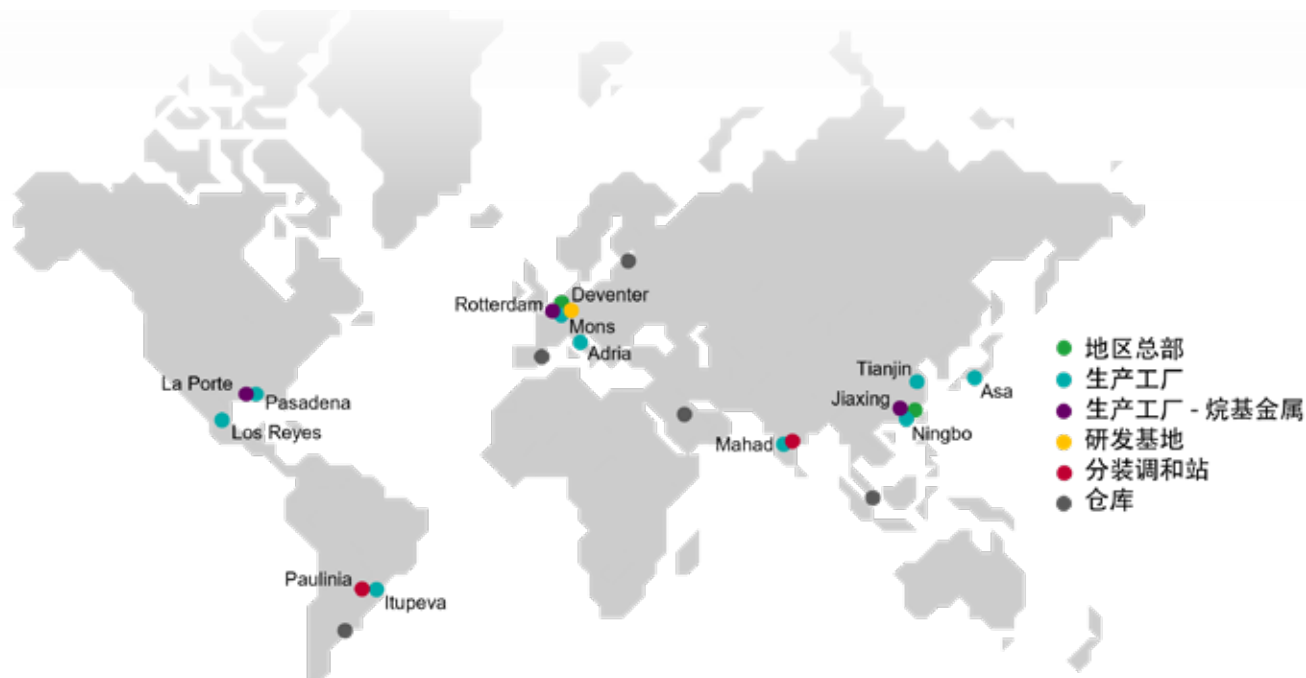 Deventer
Rotterdam
Mons
Adria
La Porte
Pasadena
Los Reyes
Tianjin
Asa
Jiaxing
Ningbo
Mahad
Paulinia
Itupeva
地区总部
生产工厂
生产工厂 - 烷基金属
研发基地
分装调和站
仓库